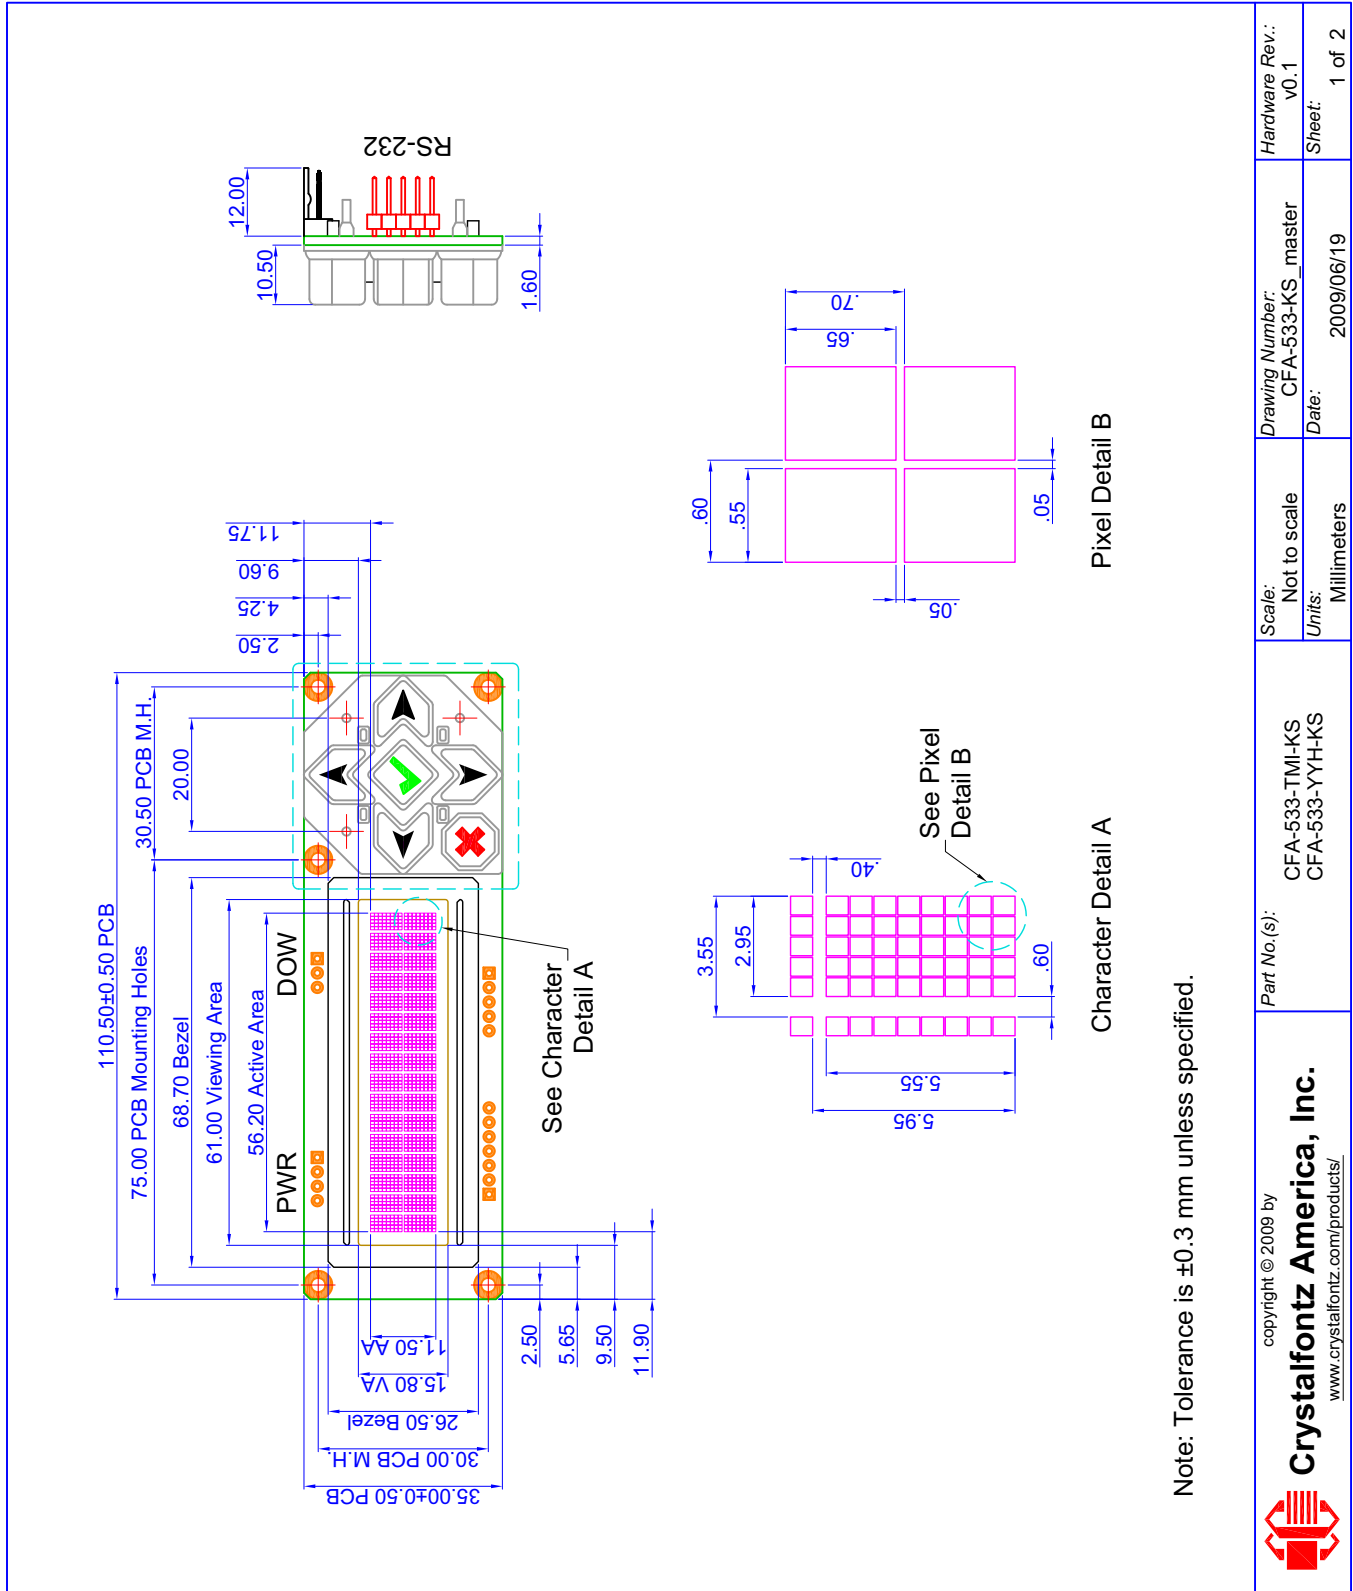 110.50±0.50 PCB
75.00 PCB Mounting Holes
30.50 PCB M.H.
68.70 Bezel
20.00
61.00 Viewing Area
56.20 Active Area
PWR
DOW
35.00±0.50 PCB
30.00 PCB M.H.
26.50 Bezel
15.80 VA
11.50 AA
2.50
4.25
9.60
11.75
2.50
5.65
9.50
11.90
See Character
Detail A
10.50
12.00
1.60
RS-232
3.55
2.95
.40
5.95
5.55
.60
See Pixel
Detail B
Character Detail A
.60
.55
.65
.70
.05
.05
Pixel Detail B
Note: Tolerance is ±0.3 mm unless specified.
copyright © 2009 by
Crystalfontz America, Inc.
www.crystalfontz.com/products/
Part No.(s):
CFA-533-TMI-KS
CFA-533-YYH-KS
Scale:
Not to scale
Units:
Millimeters
Drawing Number:
CFA-533-KS_master
Date:
2009/06/19
Hardware Rev.:
v0.1
Sheet:
1 of 2